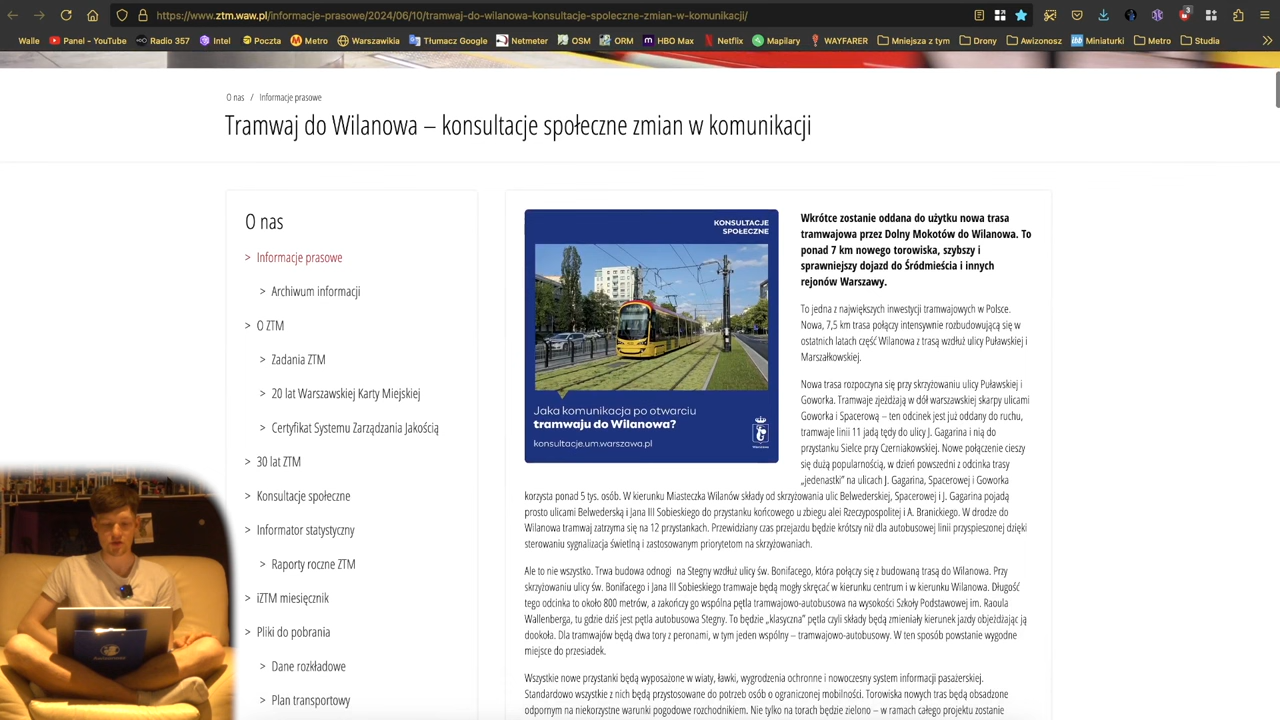 https://www.ztm.waw.pl/informacje-prasowe/2024/06/10/tramwaj-do-wilanowa-konsultacje-spoleczne-zmian-w-komunikacji/
3
Walle Panel - YouTube Radio 357 Intel Poczta Metro Warszawikia Tłumacz Google Netmeter OSM ORM HBO Max Netflix Mapilary WAYFARER Mniejsza z tym Drony Awizonosz Miniaturki Metro Studia
O nas / Informacje prasowe
Tramwaj do Wilanowa – konsultacje społeczne zmian w komunikacji
O nas
> Informacje prasowe
> Archiwum informacji
> O ZTM
> Zadania ZTM
> 20 lat Warszawskiej Karty Miejskiej
> Certyfikat Systemu Zarządzania Jakością
> 30 lat ZTM
> Konsultacje społeczne
> Informator statystyczny
> Raporty roczne ZTM
> iZTM miesięcznik
> Pliki do pobrania
> Dane rozkładowe
> Plan transportowy
KONSULTACJE
SPOŁECZNE
Jaka komunikacja po otwarciu
tramwaju do Wilanowa?
konsultacje.um.warszawa.pl
Wkrótce zostanie oddana do użytku nowa trasa
tramwajowa przez Dolny Mokotów do Wilanowa. To
ponad 7 km nowego torowiska, szybszy i
sprawniejszy dojazd do Śródmieścia i innych
rejonów Warszawy.
To jedna z największych inwestycji tramwajowych w Polsce.
Nowa, 7,5 km trasa połączy intensywnie rozbudowującą się w
ostatnich latach część Wilanowa z trasą wzdłuż ulicy Puławskiej i
Marszałkowskiej.
Nowa trasa rozpoczyna się przy skrzyżowaniu ulicy Puławskiej i
Goworka. Tramwaje zjeżdżają w dół warszawskiej skarpy ulicami
Goworka i Spacerową – ten odcinek jest już oddany do ruchu,
tramwaje linii 11 jadą tędy do ulicy J. Gagarina i nią do
przystanku Sielce przy Czerniakowskiej. Nowe połączenie cieszy
się dużą popularnością, w dzień powszedni z odcinka trasy
„jedenastki” na ulicach J. Gagarina, Spacerowej i Goworka
korzysta ponad 5 tys. osób. W kierunku Miasteczka Wilanów składy od skrzyżowania ulic Belwederskiej, Spacerowej i J. Gagarina pojadą
prosto ulicami Belwederską i Jana III Sobieskiego do przystanku końcowego u zbiegu alei Rzeczypospolitej i A. Branickiego. W drodze do
Wilanowa tramwaj zatrzyma się na 12 przystankach. Przewidziany czas przejazdu będzie krótszy niż dla autobusowej linii przyspieszonej dzięki
sterowaniu sygnalizacja świetlną i zastosowanym priorytetom na skrzyżowaniach.
Ale to nie wszystko. Trwa budowa odnogi na Stegny wzdłuż ulicy św. Bonifacego, która połączy się z budowaną trasą do Wilanowa. Przy
skrzyżowaniu ulicy św. Bonifacego i Jana III Sobieskiego tramwaje będą mogły skręcać w kierunku centrum i w kierunku Wilanowa. Długość
tego odcinka to około 800 metrów, a zakończy go wspólna pętla tramwajowo-autobusowa na wysokości Szkoły Podstawowej im. Raoula
Wallenberga, tu gdzie dziś jest pętla autobusowa Stegny. To będzie „klasyczna” pętla czyli składy będą zmieniały kierunek jazdy objeżdżając ją
dookoła. Dla tramwajów będą dwa tory z peronami, w tym jeden wspólny – tramwajowo-autobusowy. W ten sposób powstanie wygodne
miejsce do przesiadek.
Wszystkie nowe przystanki będą wyposażone w wiaty, ławki, wygrodzenia ochronne i nowoczesny system informacji pasażerskiej.
Standardowo wszystkie z nich będą przystosowane do potrzeb osób o ograniczonej mobilności. Torowiska nowych tras będą obsadzone
odpornym na niekorzystne warunki pogodowe rozchodnikiem. Nie tylko na torach będzie zielono – w ramach całego projektu zostanie